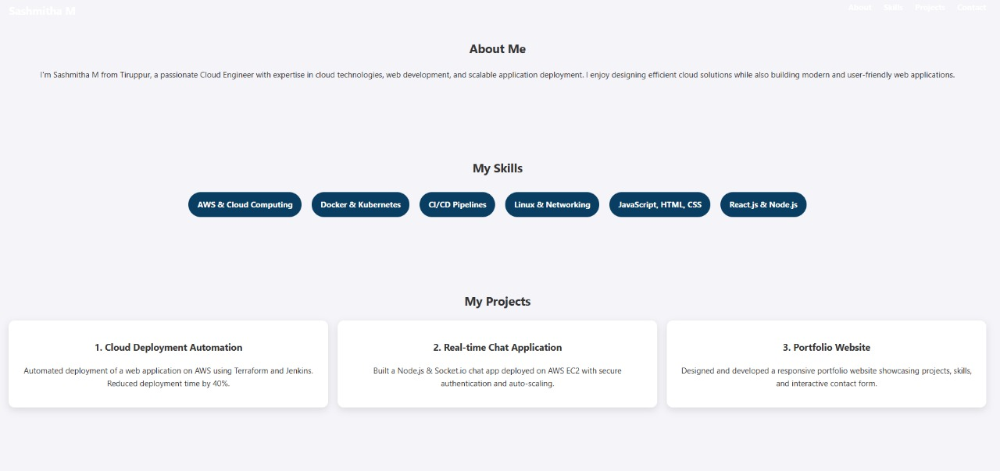 Sashmitha M
About Skills Projects Contact
About Me
I'm Sashmitha M from Tiruppur, a passionate Cloud Engineer with expertise in cloud technologies, web development, and scalable application deployment. I enjoy designing efficient cloud solutions while also building modern and user-friendly web applications.
My Skills
AWS & Cloud Computing Docker & Kubernetes CI/CD Pipelines Linux & Networking JavaScript, HTML, CSS React.js & Node.js
My Projects
1. Cloud Deployment Automation
Automated deployment of a web application on AWS using Terraform and Jenkins.
Reduced deployment time by 40%.
2. Real-time Chat Application
Built a Node.js & Socket.io chat app deployed on AWS EC2 with secure
authentication and auto-scaling.
3. Portfolio Website
Designed and developed a responsive portfolio website showcasing projects, skills,
and interactive contact form.